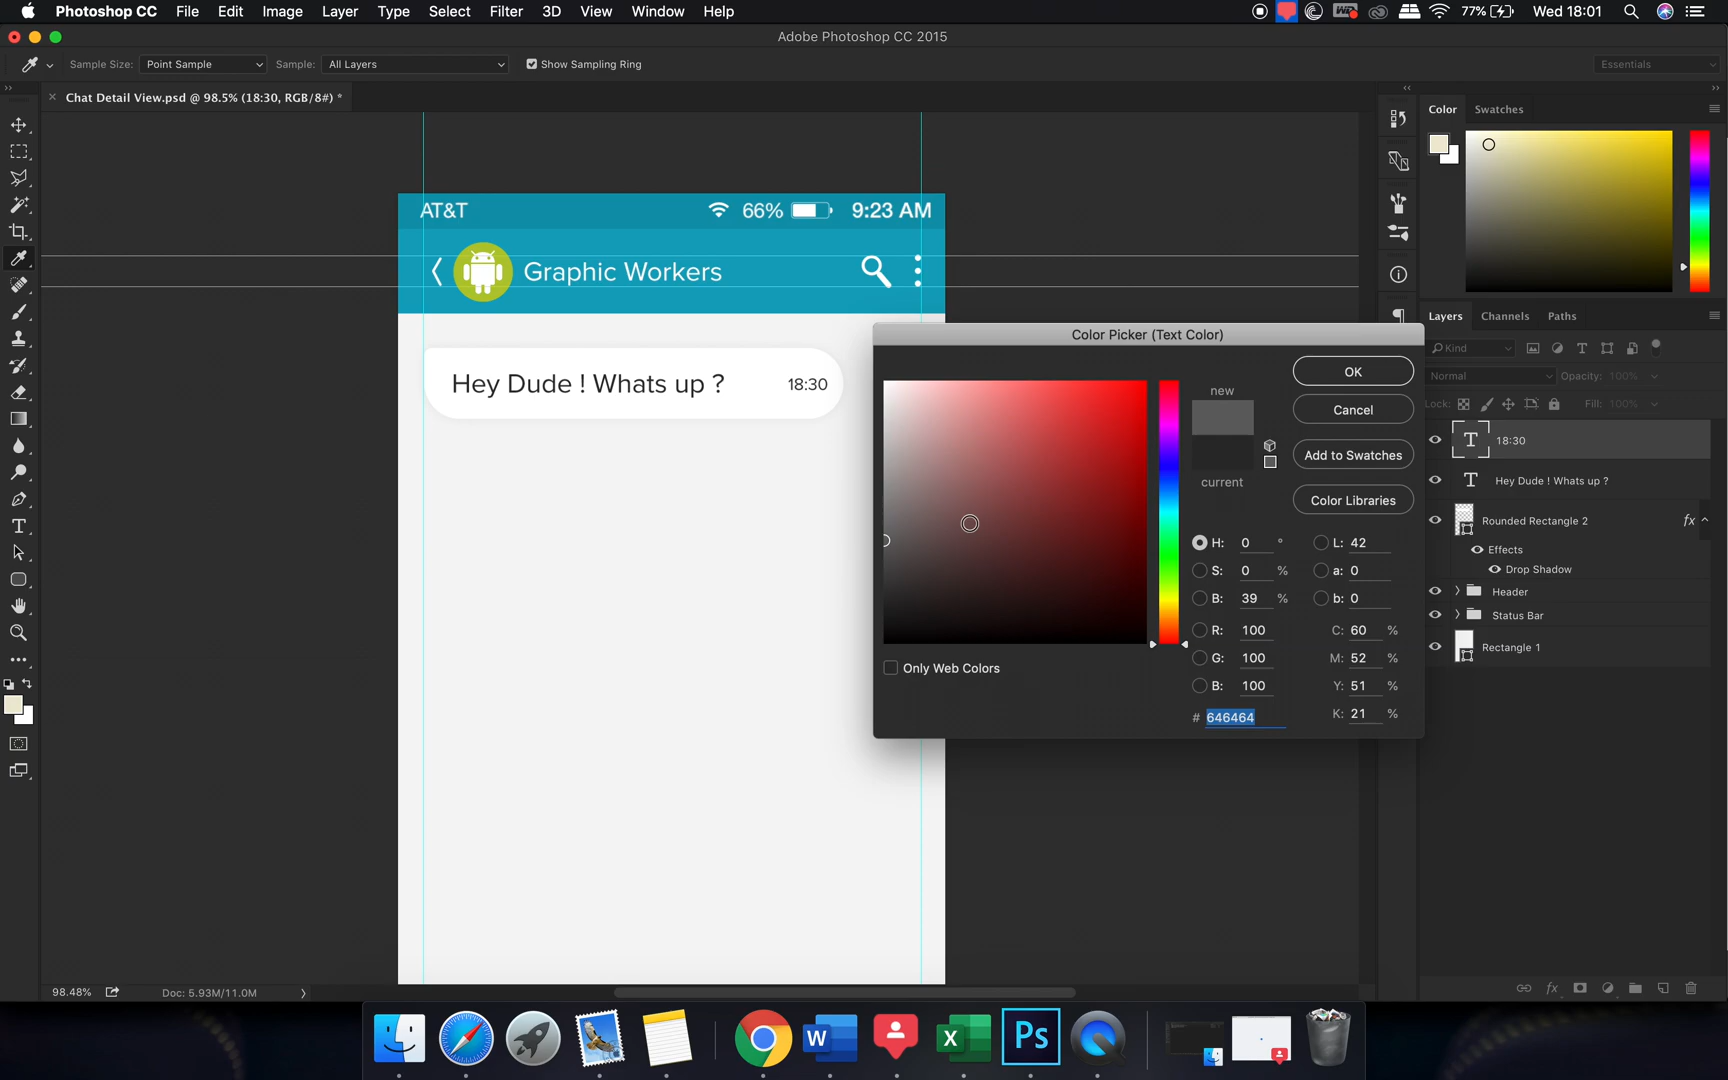 Photoshop CC File Edit Image Layer Type Select Filter 3D View Window Help 77% Wed 18:01
Adobe Photoshop CC 2015
Sample Size: Point Sample Sample: All Layers Show Sampling Ring Essentials
Chat Detail View.psd @ 98.5% (18:30, RGB/8#) *
Color Swatches
AT&T 66% 9:23 AM
Graphic Workers
Hey Dude ! Whats up ? 18:30
Color Picker (Text Color)
new
current
OK
Cancel
Add to Swatches
Color Libraries
H: 0 °
S: 0 %
B: 39 %
R: 100
G: 100
B: 100
# 646464
L: 42
a: 0
b: 0
C: 60 %
M: 52 %
Y: 51 %
K: 21 %
Only Web Colors
Layers Channels Paths
Kind
Normal Opacity: 100%
Lock: Fill: 100%
T 18:30
T Hey Dude ! Whats up ?
Rounded Rectangle 2 fx
Effects
Drop Shadow
Header
Status Bar
Rectangle 1
98.48% Doc: 5.93M/11.0M
fx
W X Ps